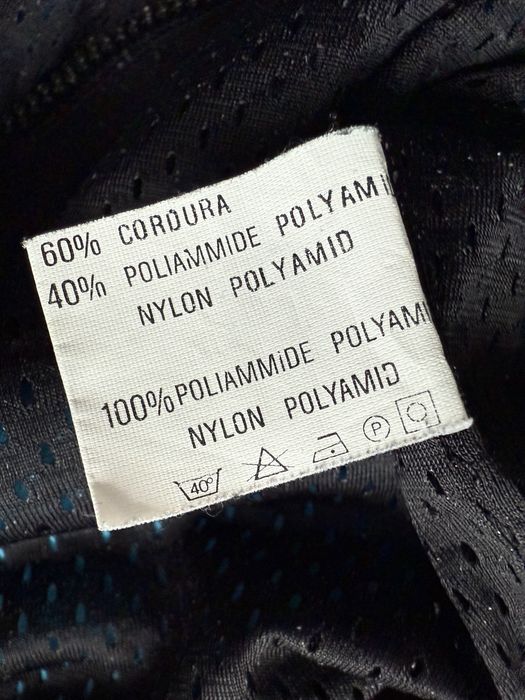 60% CORDURA
40% POLIAMMIDE POLYAMI
NYLON POLYAMID
100% POLIAMMIDE POLYAMI
NYLON POLYAMID
40°
P